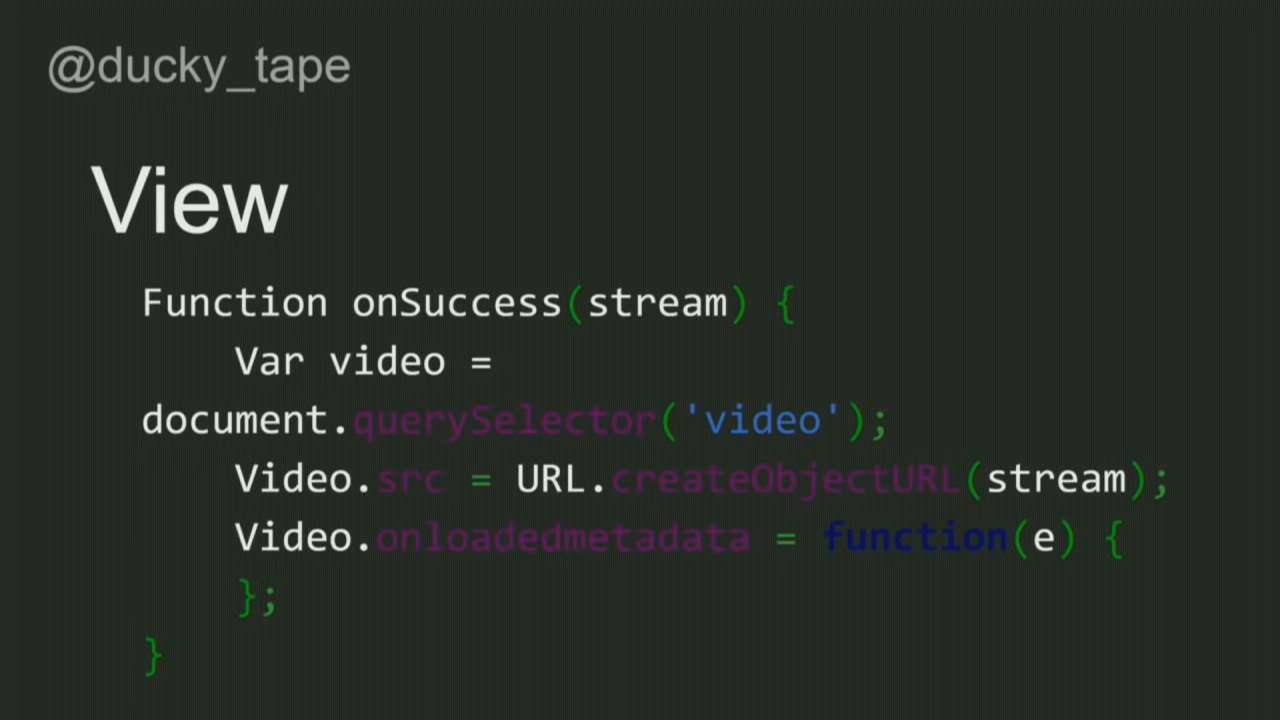 @ducky_tape
View
Function onSuccess(stream) {
Var video =
document.querySelector('video');
Video.src = URL.createObjectURL(stream);
Video.onloadedmetadata = function(e) {
};
}